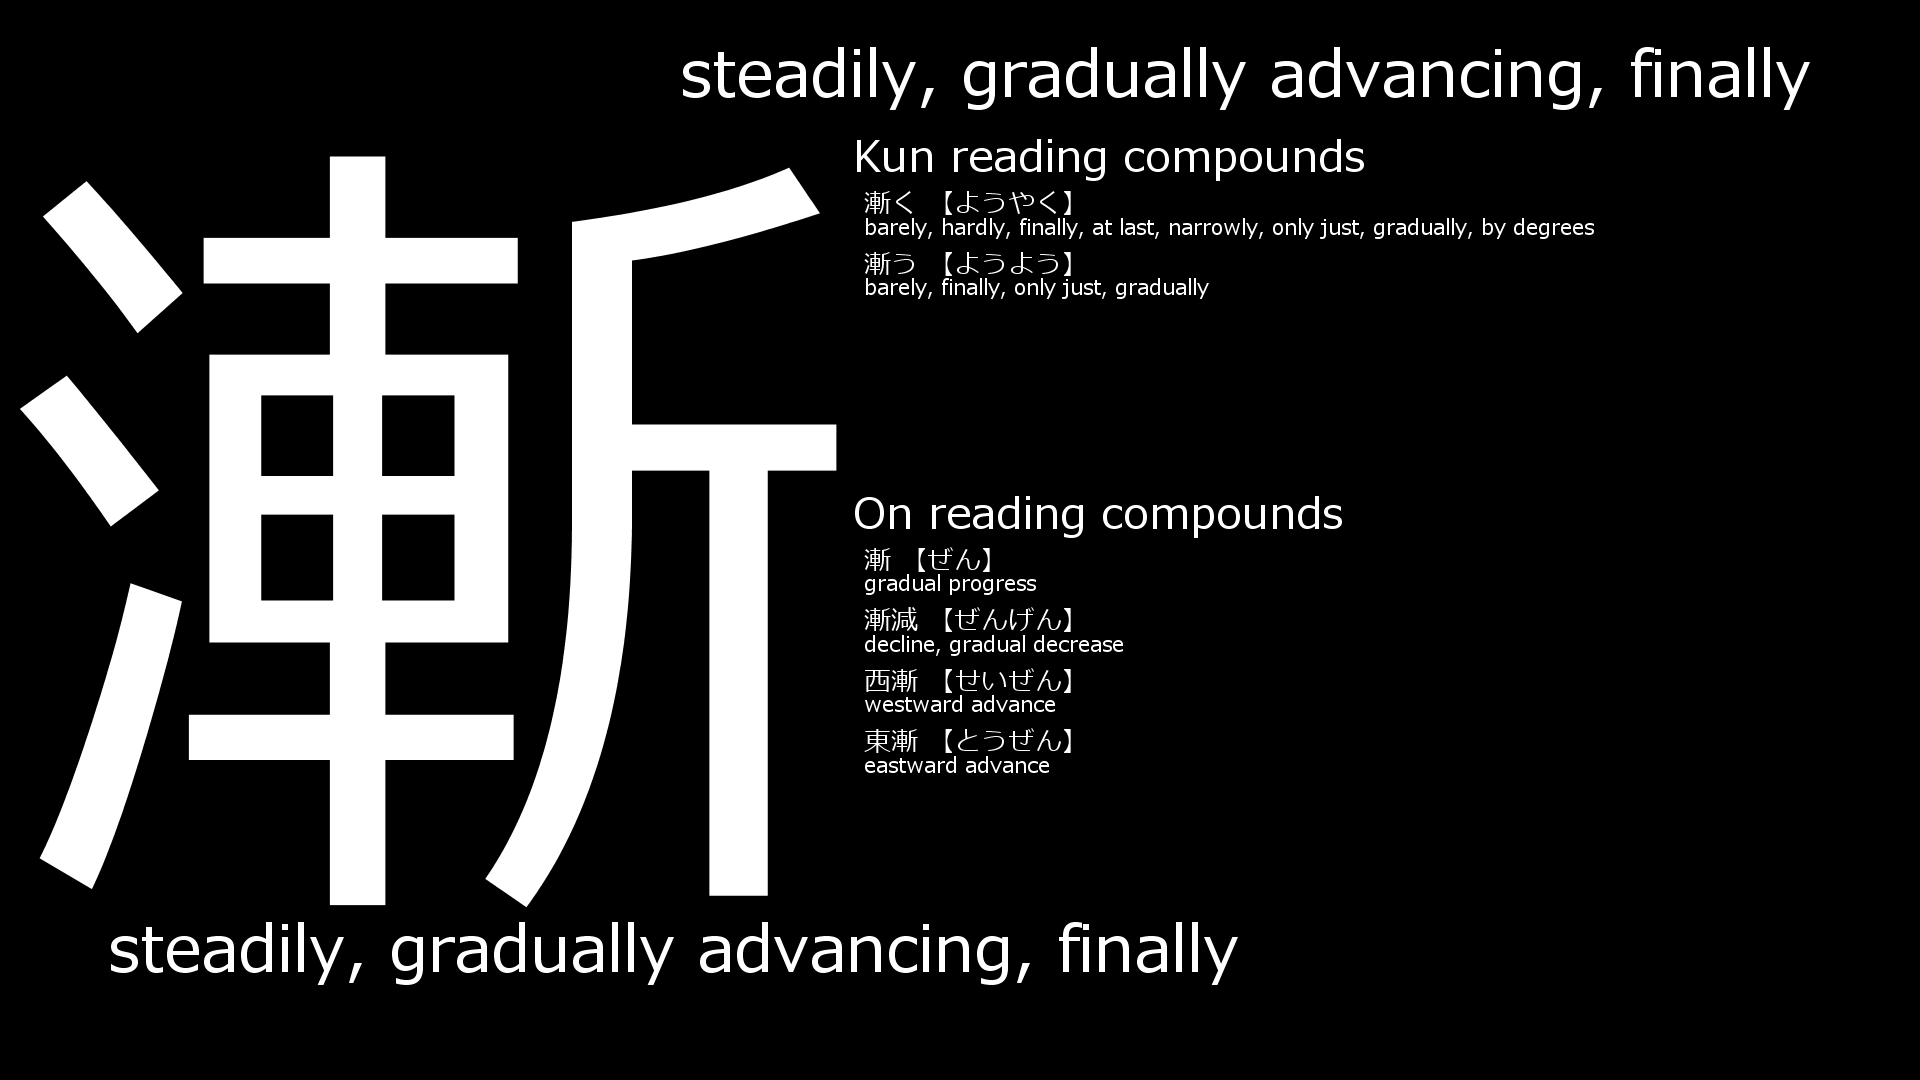 steadily, gradually advancing, finally
漸
Kun reading compounds
漸く 【ようやく】
barely, hardly, finally, at last, narrowly, only just, gradually, by degrees
漸う 【ようよう】
barely, finally, only just, gradually
On reading compounds
漸 【ぜん】
gradual progress
漸減 【ぜんげん】
decline, gradual decrease
西漸 【せいぜん】
westward advance
東漸 【とうぜん】
eastward advance
steadily, gradually advancing, finally